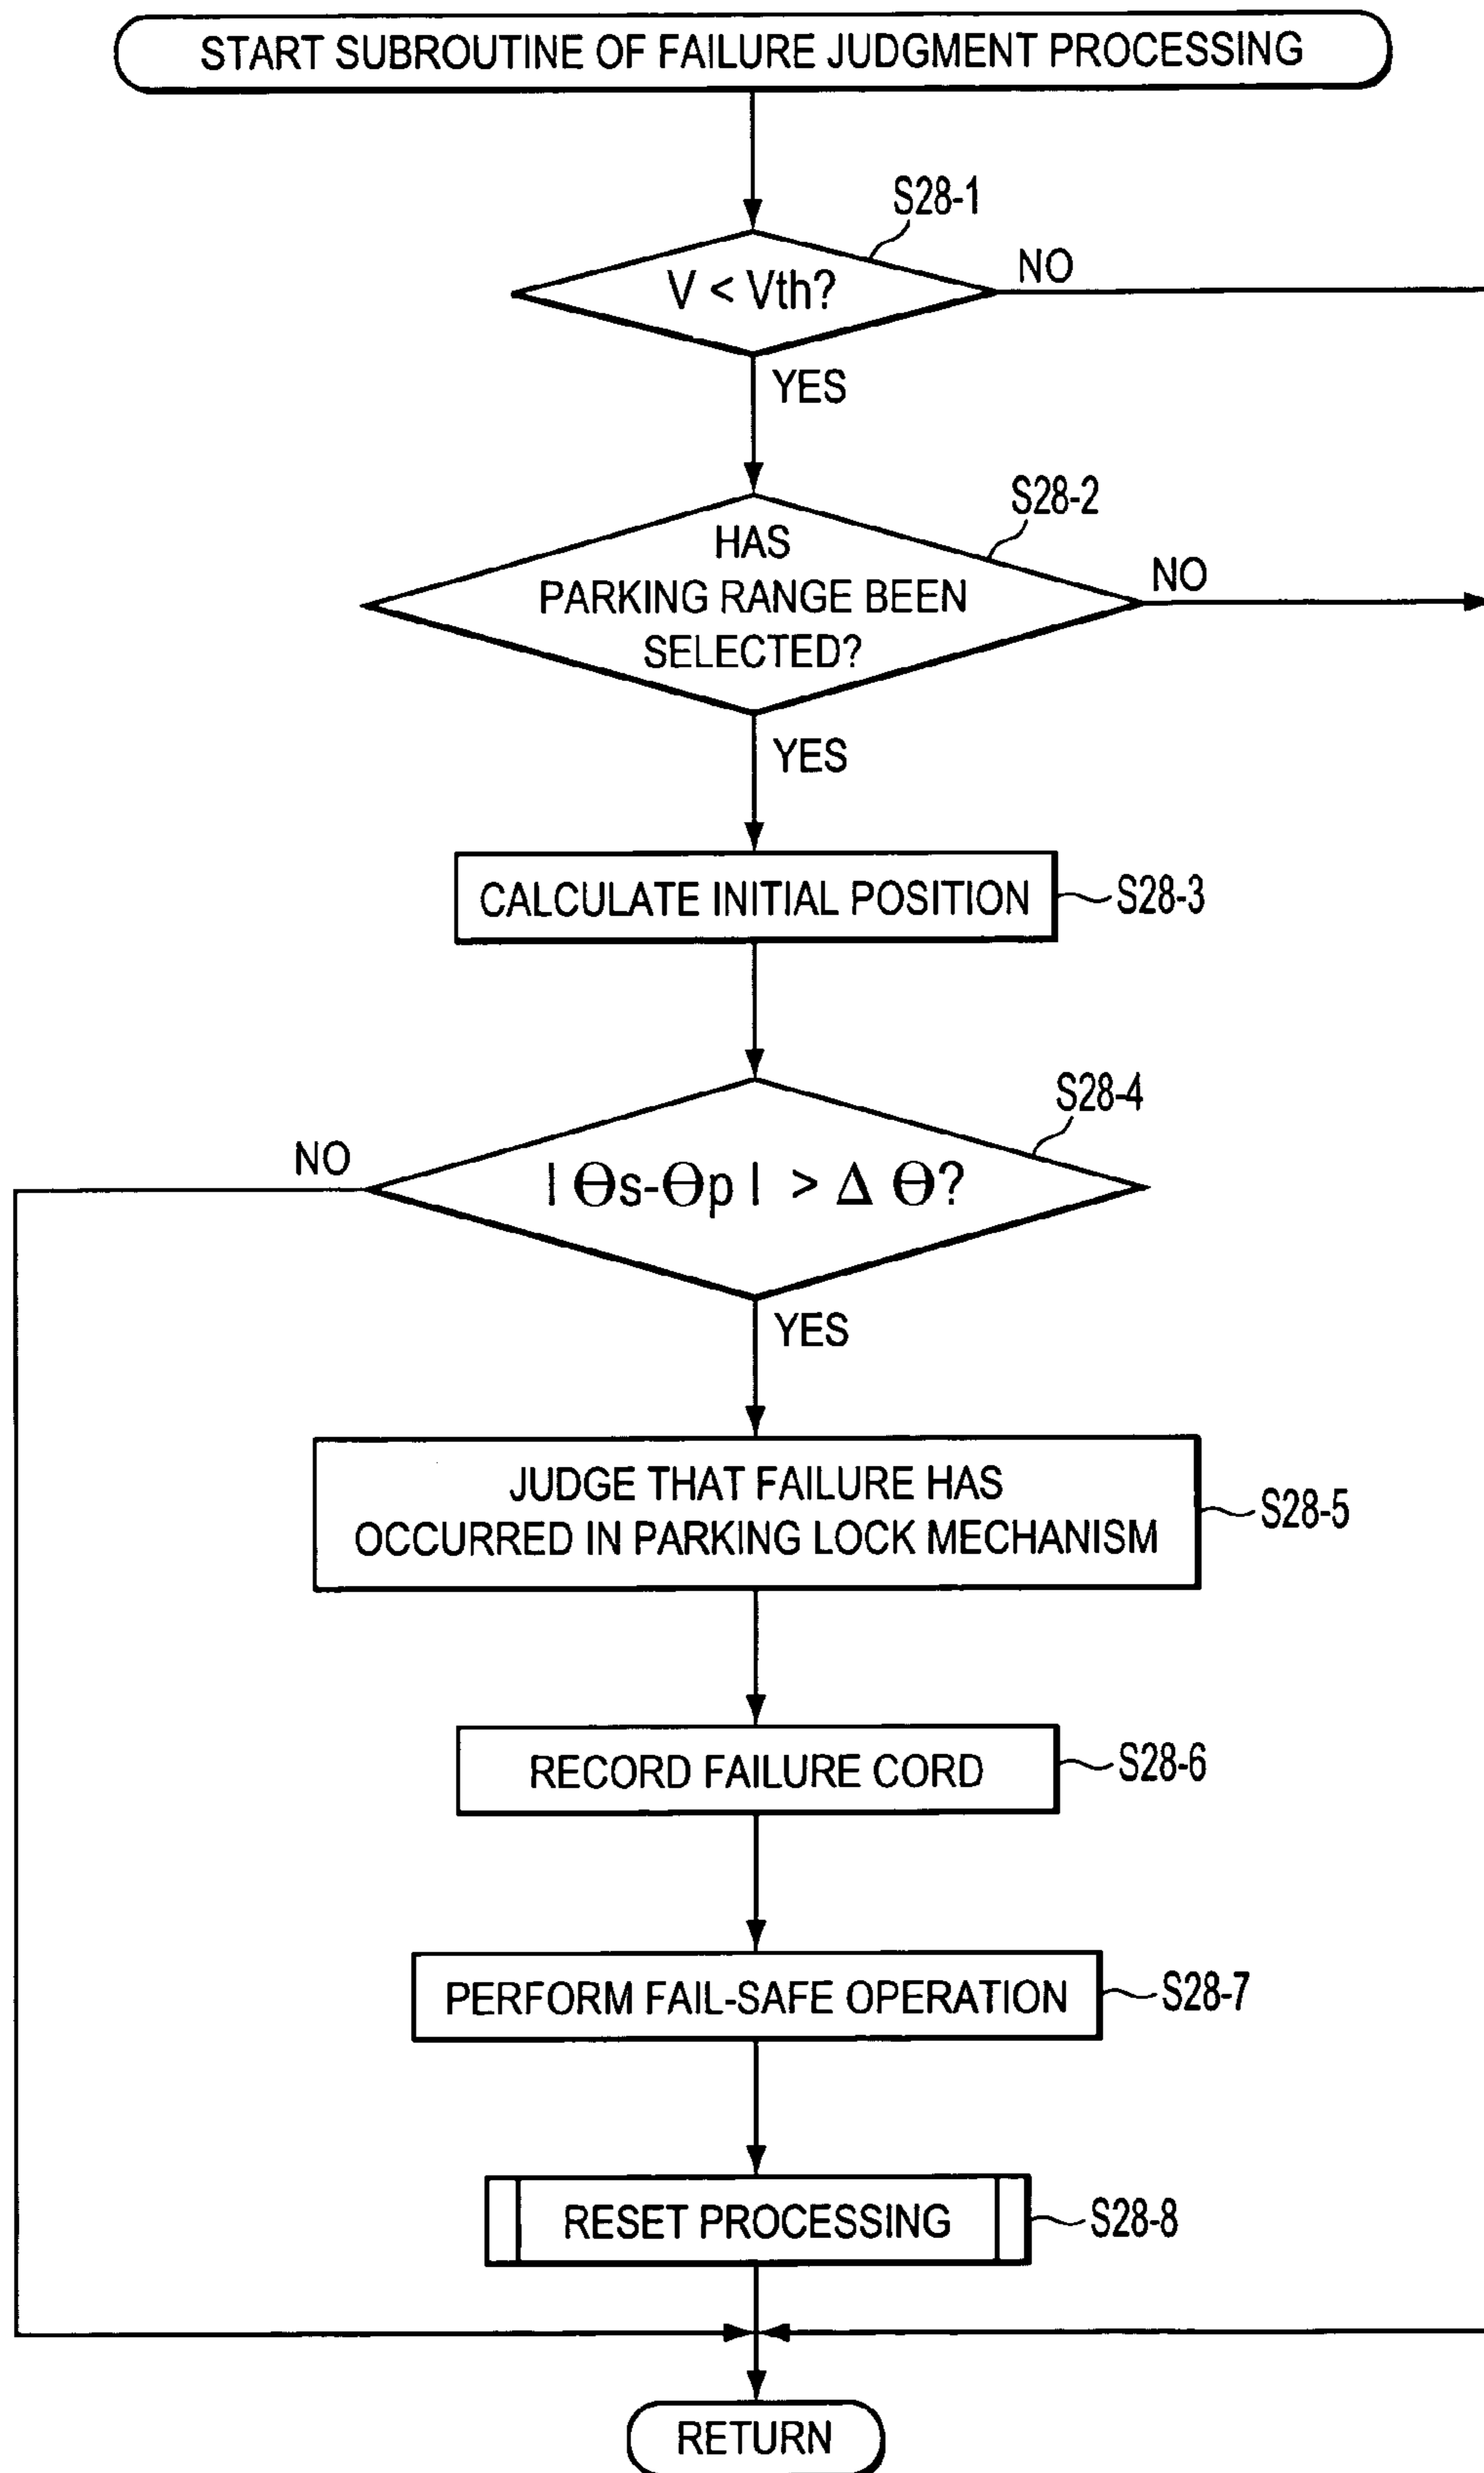 START SUBROUTINE OF FAILURE JUDGMENT PROCESSING
S28-1
V < Vth?
NO
YES
S28-2
HAS
PARKING RANGE BEEN
SELECTED?
NO
YES
CALCULATE INITIAL POSITION
S28-3
S28-4
NO
| Θs-Θp | > Δ Θ?
YES
JUDGE THAT FAILURE HAS
OCCURRED IN PARKING LOCK MECHANISM
S28-5
RECORD FAILURE CORD
S28-6
PERFORM FAIL-SAFE OPERATION
S28-7
RESET PROCESSING
S28-8
RETURN